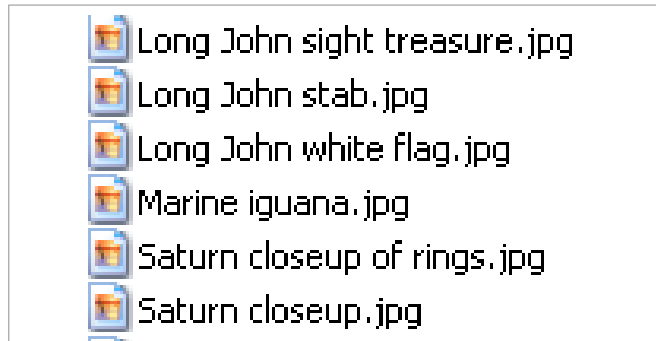 Long John sight treasure.jpg
Long John stab.jpg
Long John white flag.jpg
Marine iguana.jpg
Saturn closeup of rings.jpg
Saturn closeup.jpg